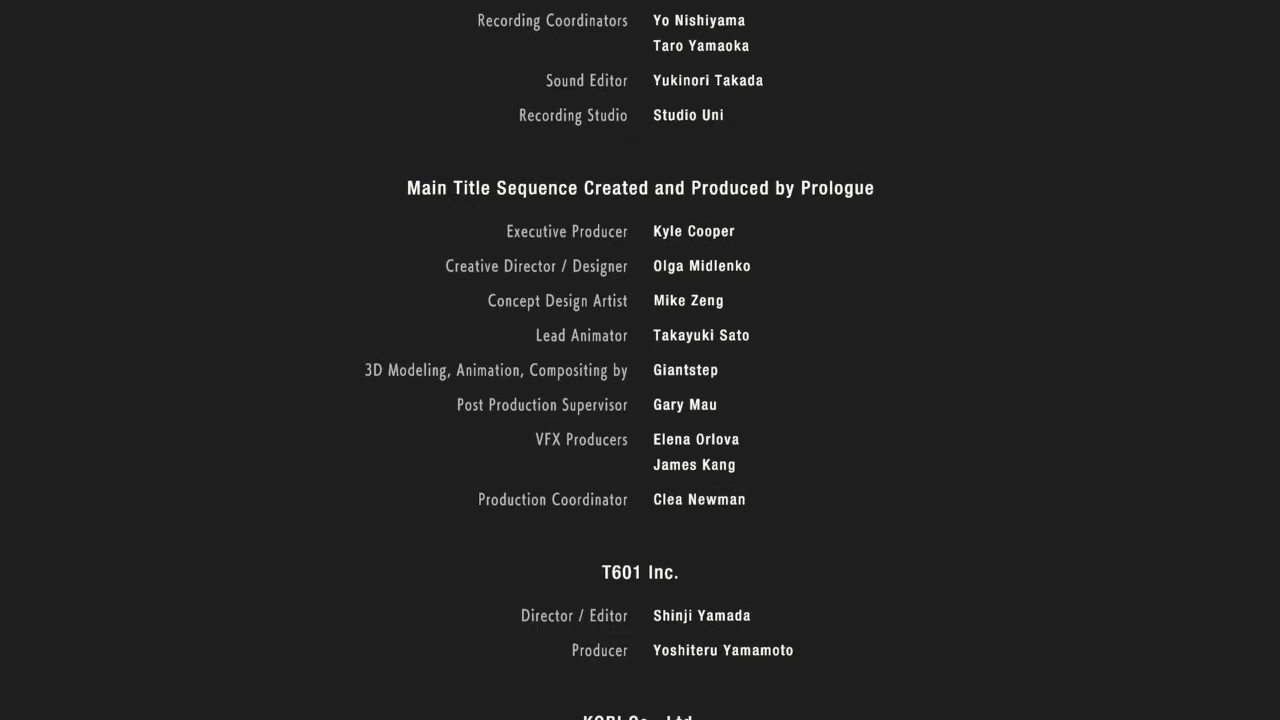 Recording Coordinators Yo Nishiyama
Taro Yamaoka
Sound Editor Yukinori Takada
Recording Studio Studio Uni
Main Title Sequence Created and Produced by Prologue
Executive Producer Kyle Cooper
Creative Director / Designer Olga Midlenko
Concept Design Artist Mike Zeng
Lead Animator Takayuki Sato
3D Modeling, Animation, Compositing by Giantstep
Post Production Supervisor Gary Mau
VFX Producers Elena Orlova
James Kang
Production Coordinator Clea Newman
T601 Inc.
Director / Editor Shinji Yamada
Producer Yoshiteru Yamamoto